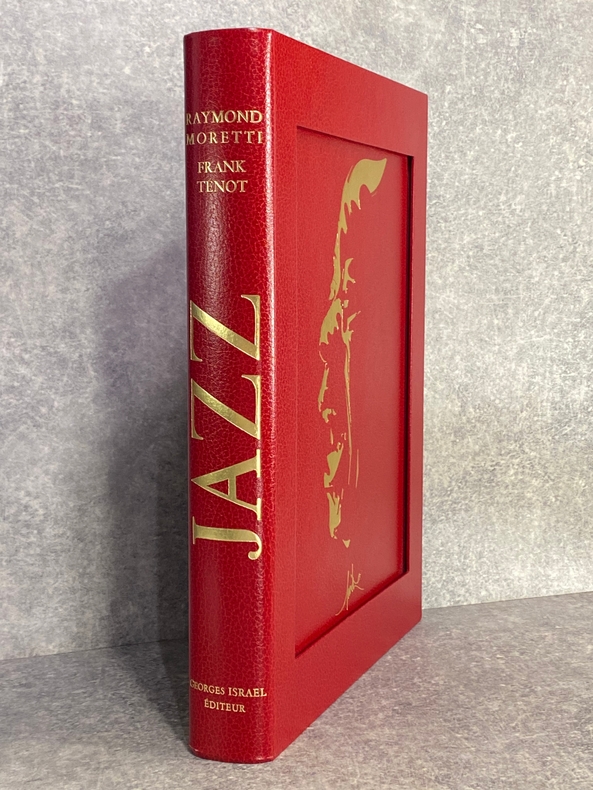 RAYMOND
MORETTI
FRANK
TENOT
JAZZ
GEORGES ISRAEL
ÉDITEUR